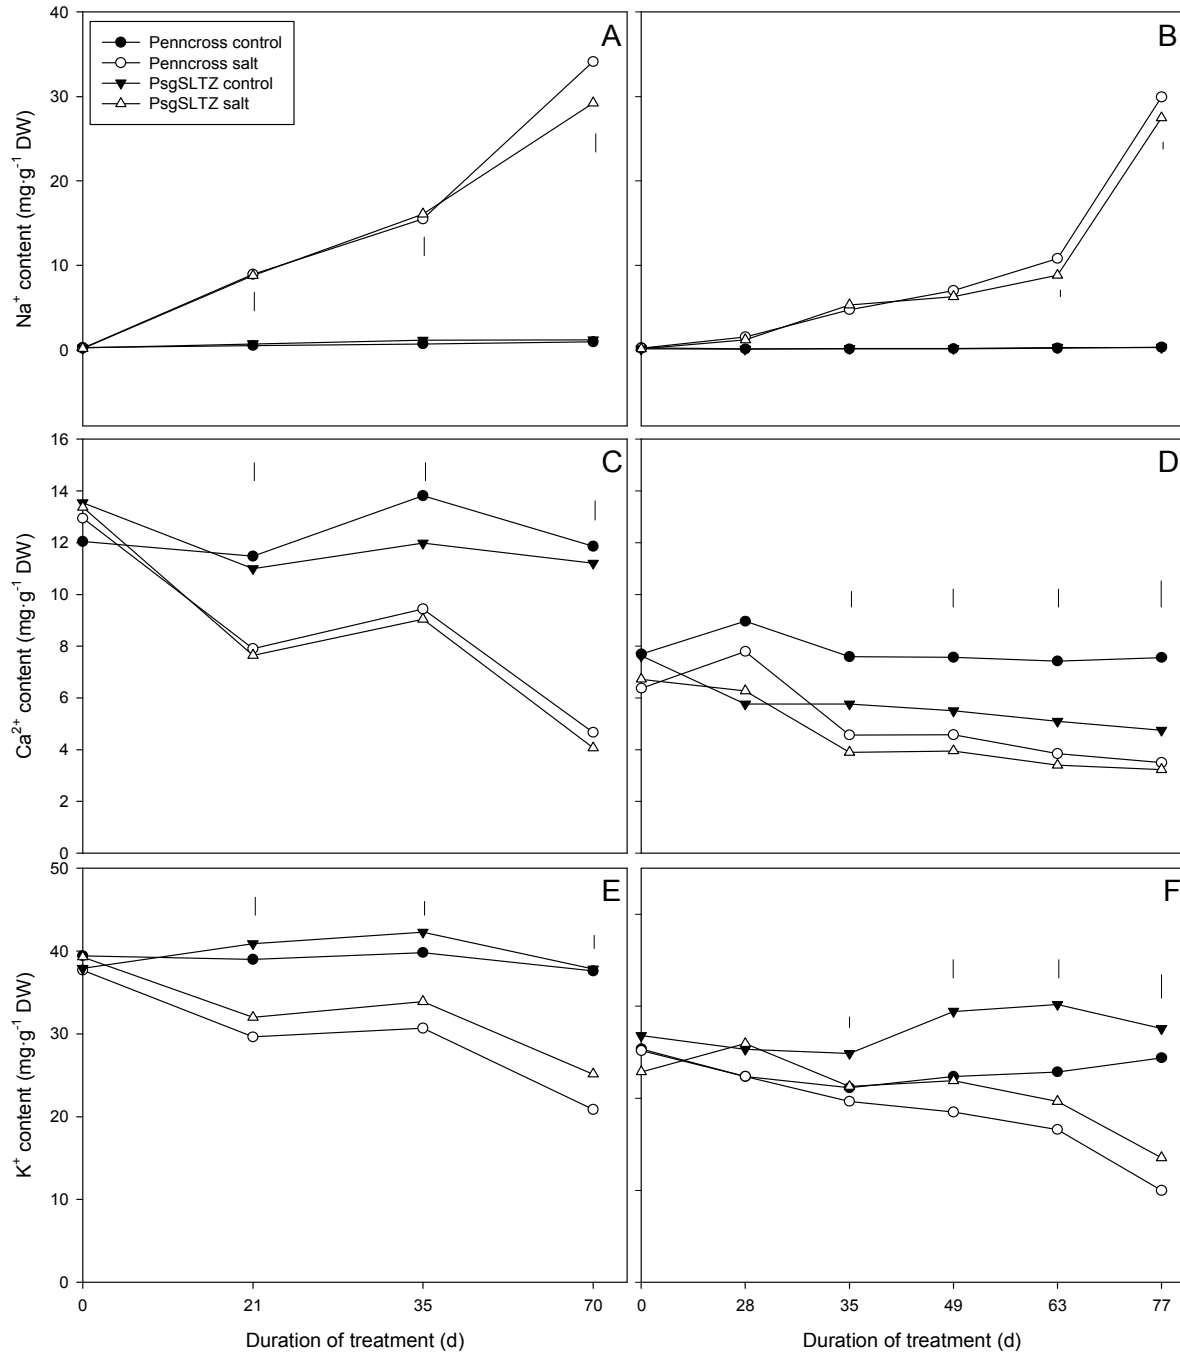 40
30
20
10
0
Na⁺ content (mg·g⁻¹ DW)
Penncross control
Penncross salt
PsgSLTZ control
PsgSLTZ salt
A
B
16
14
12
10
8
6
4
2
0
Ca²⁺ content (mg·g⁻¹ DW)
C
D
50
40
30
20
10
0
K⁺ content (mg·g⁻¹ DW)
E
F
0 21 35 70
0 28 35 49 63 77
Duration of treatment (d)
Duration of treatment (d)